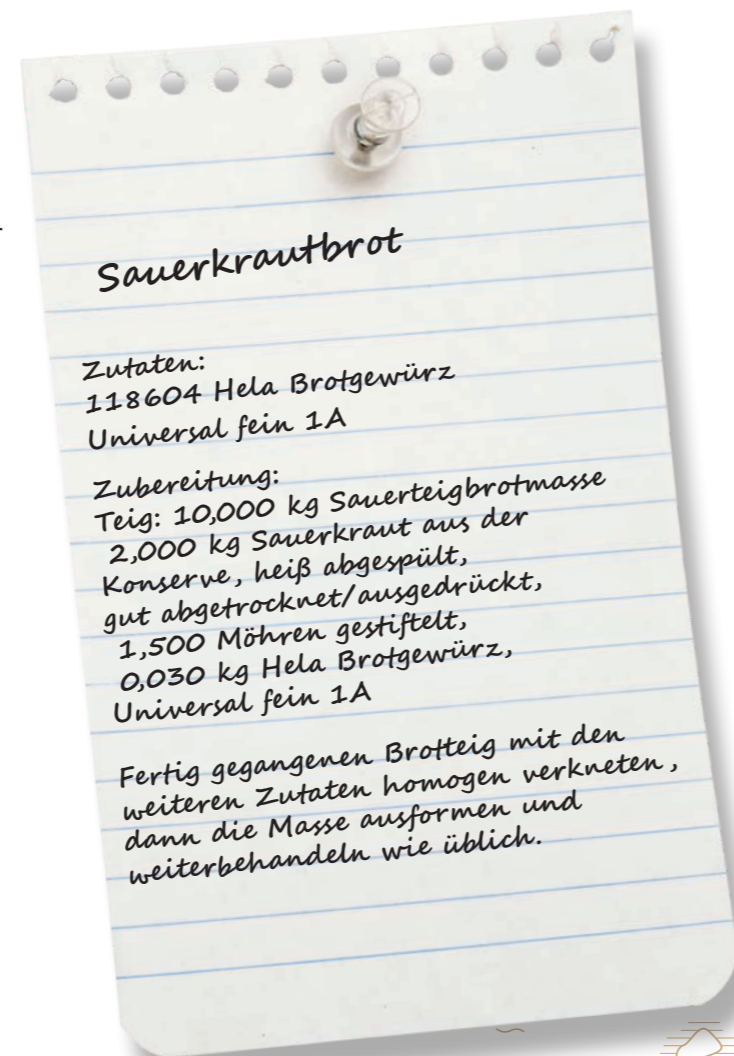 Sauerkrautbrot
Zutaten:
118604 Hela Brotgewürz
Universal fein 1A
Zubereitung:
Teig: 10,000 kg Sauerteigbrotmasse
2,000 kg Sauerkraut aus der
Konserve, heiß abgespült,
gut abgetrocknet/ausgedrückt,
1,500 Möhren gestiftelt,
0,030 kg Hela Brotgewürz,
Universal fein 1A
Fertig gegangenen Brotteig mit den
weiteren Zutaten homogen verkneten,
dann die Masse ausformen und
weiterbehandeln wie üblich.